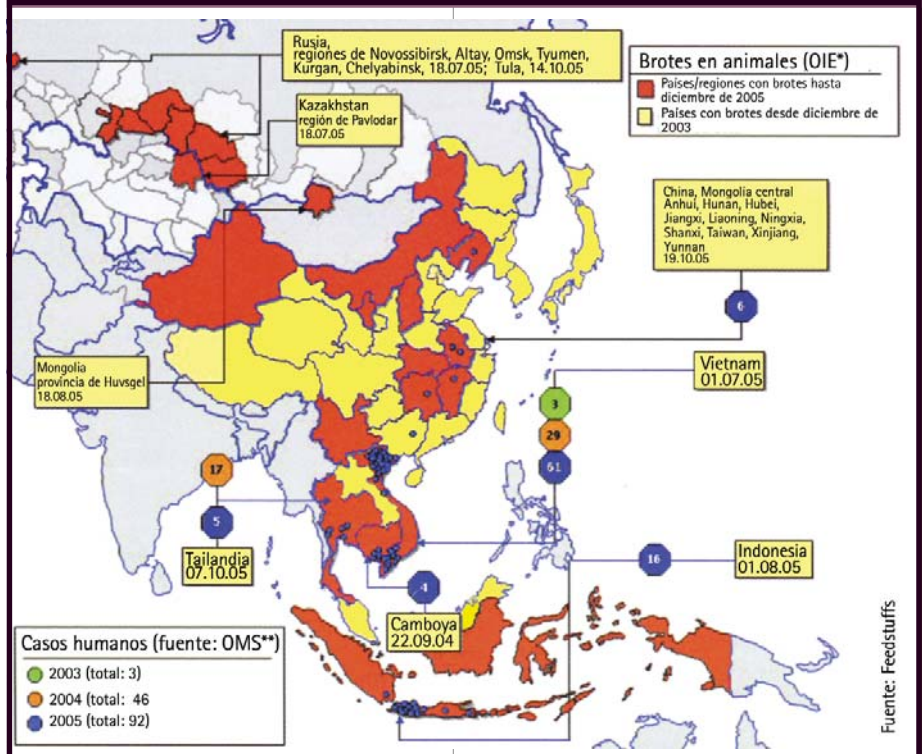 Rusia,
regiones de Novossibirsk, Altay, Omsk, Tyumen,
Kurgan, Chelyabinsk, 18.07.05; Tula, 14.10.05
Brotes en animales (OIE*)
Países/regiones con brotes hasta
diciembre de 2005
Países con brotes desde diciembre de
2003
Kazakhstan
región de Pavlodar
18.07.05
China, Mongolia central
Anhui, Hunan, Hubei,
Jiangxi, Liaoning, Ningxia,
Shanxi, Taiwan, Xinjiang,
Yunnan
19.10.05
6
Mongolia
província de Huvsgel
18.08.05
Vietnam
01.07.05
3
29
61
17
5
Tailandia
07.10.05
4
Camboya
22.09.04
16
Indonesia
01.08.05
Casos humanos (fuente: OMS**)
2003 (total: 3)
2004 (total: 46
2005 (total: 92)
Fuente: Feedstuffs